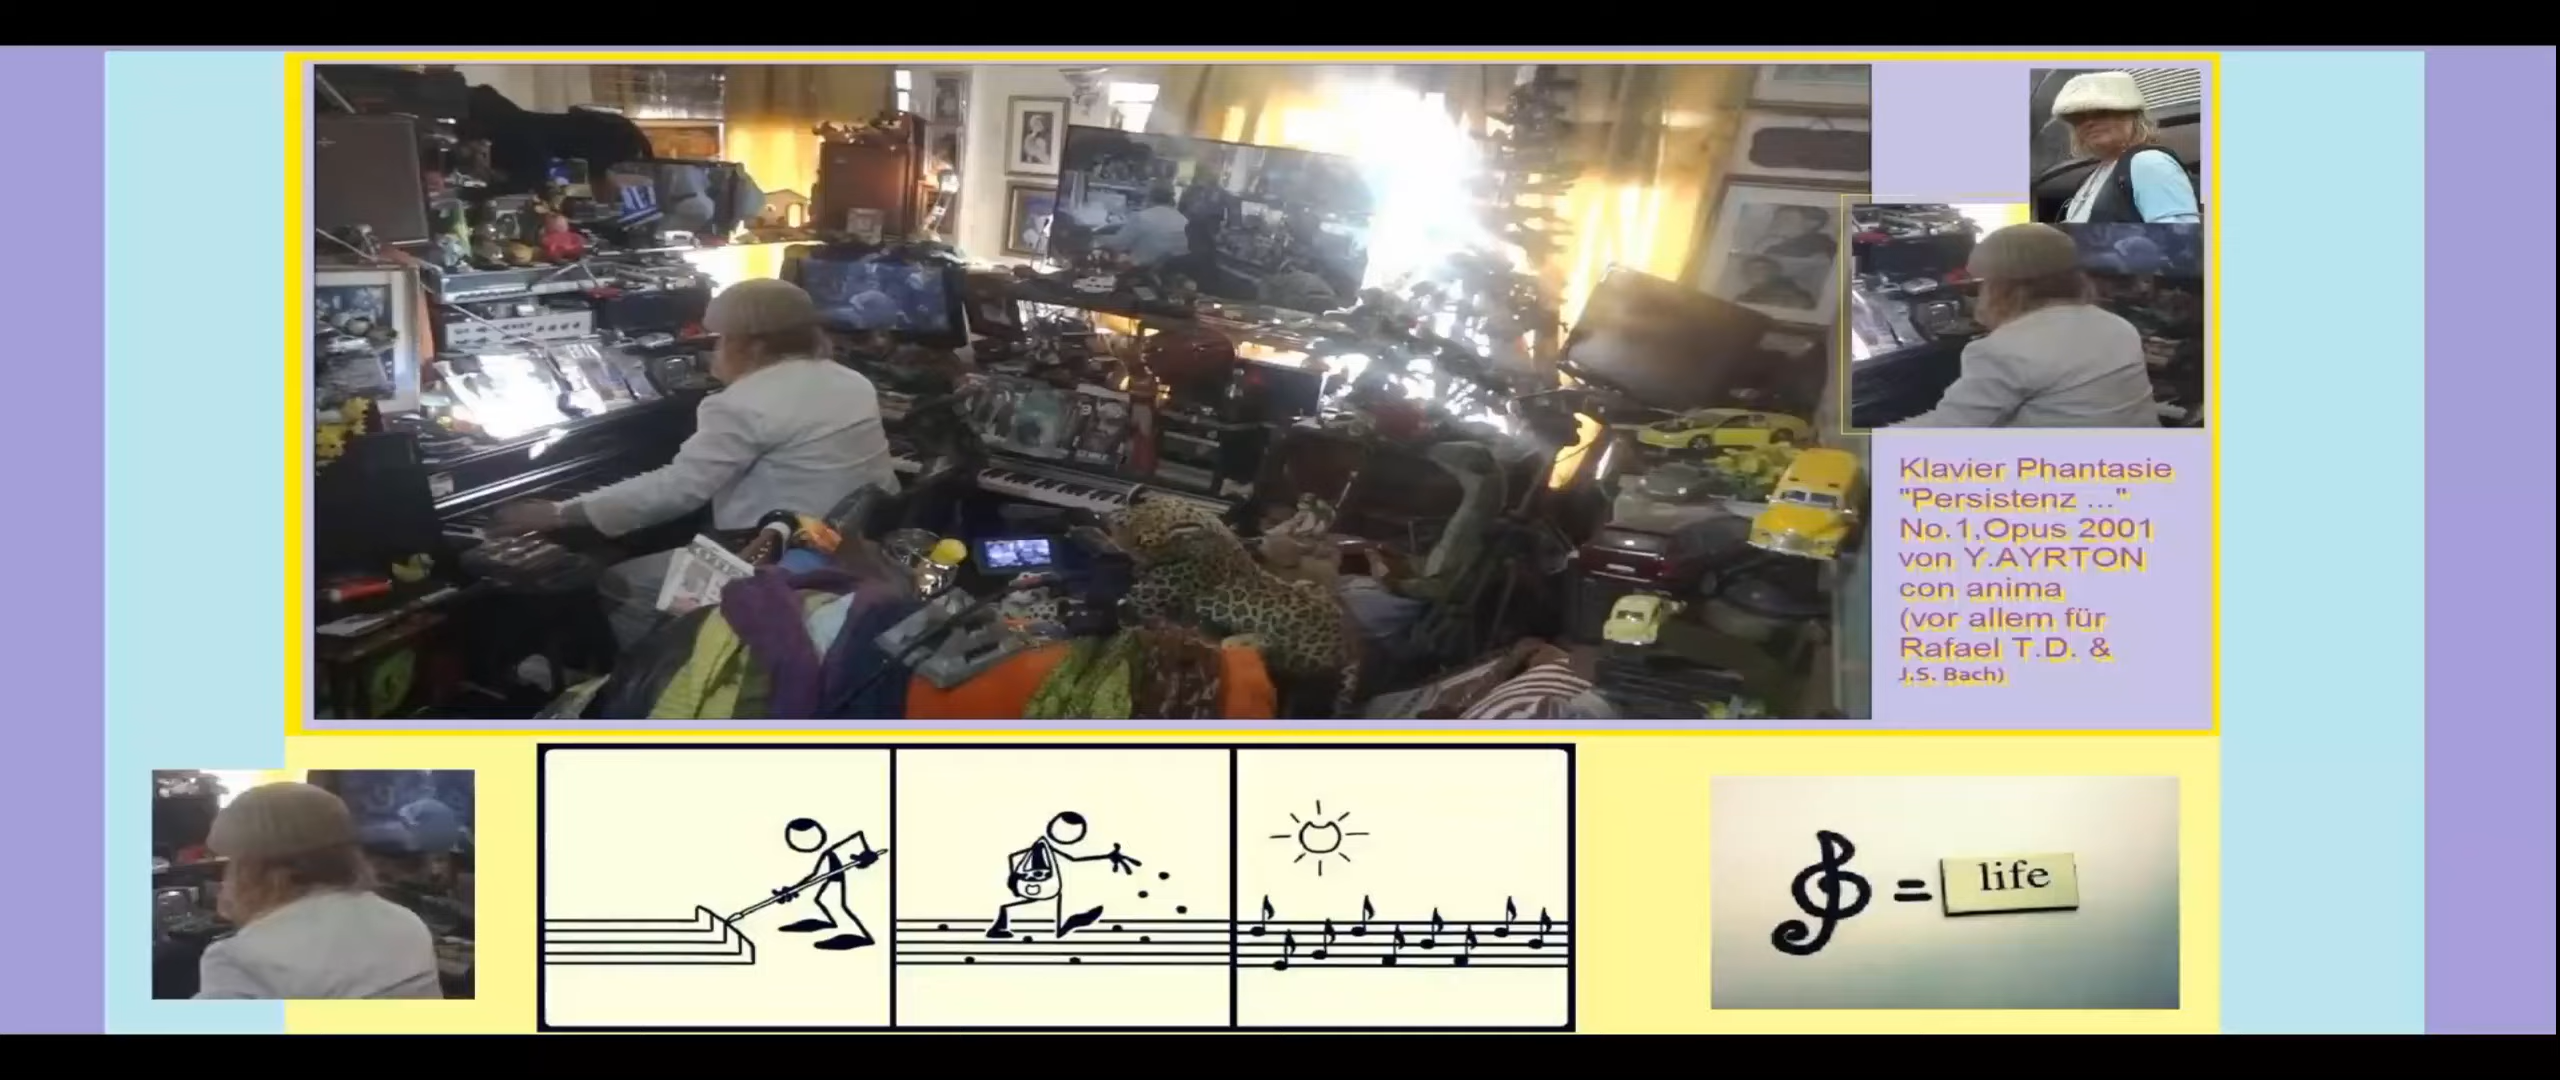 Klavier Phantasie
"Persistenz ..."
No.1,Opus 2001
von Y.AYRTON
con anima
(vor allem für
Rafael T.D. &
J.S. Bach)
= life